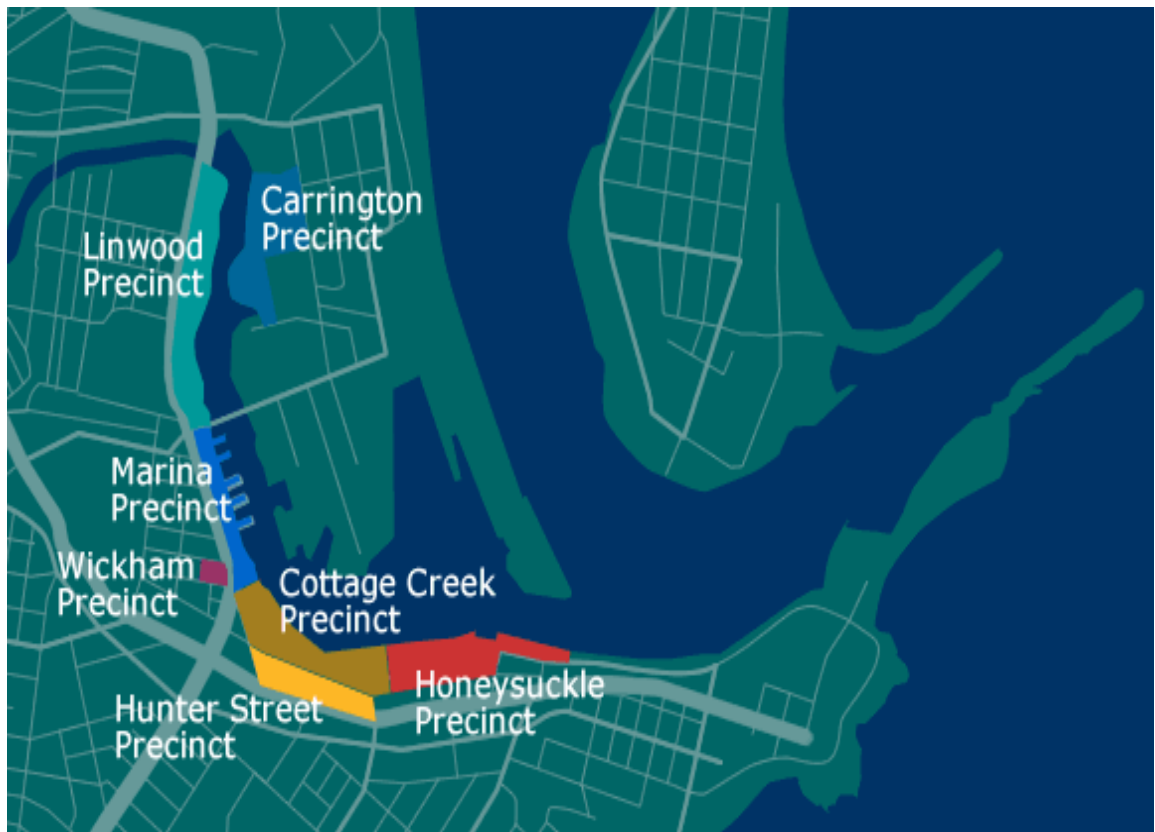 Carrington
Precinct
Linwood
Precinct
Marina
Precinct
Wickham
Precinct
Cottage Creek
Precinct
Honeysuckle
Precinct
Hunter Street
Precinct